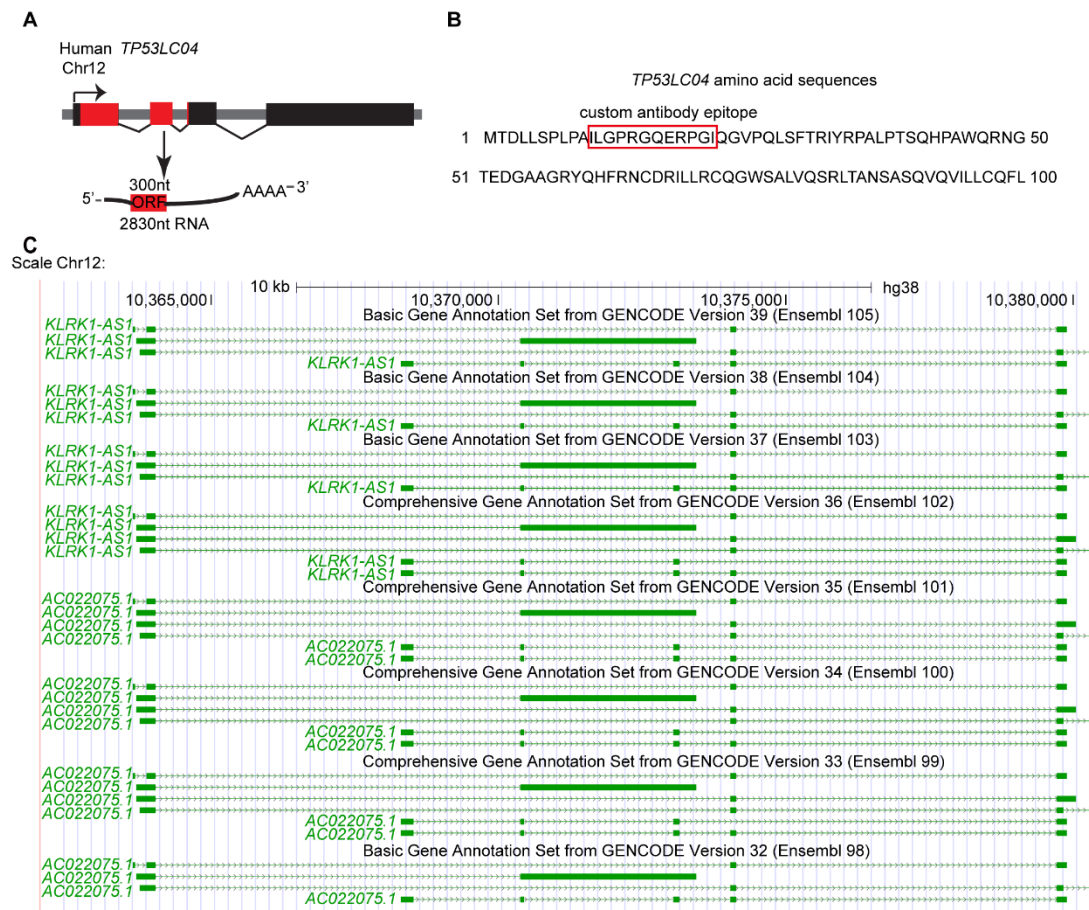 A
Human TP53LC04
Chr12
300nt
5'- ORF AAAA-3'
2830nt RNA
B
TP53LC04 amino acid sequences
custom antibody epitope
1 MTDLLSPLPAILGPRGQERPGIQGVPQLSFTRIYRPALPTSQHPAWQRNG 50
51 TEDGAAGRYQHFRNCDRILLRCQGWSALVQSRLTANSASQVQVILLCQFL 100
C
Scale Chr12:
10 kb hg38
10,365,000 10,370,000 10,375,000 10,380,000
Basic Gene Annotation Set from GENCODE Version 39 (Ensembl 105)
KLRK1-AS1
KLRK1-AS1
KLRK1-AS1
KLRK1-AS1
Basic Gene Annotation Set from GENCODE Version 38 (Ensembl 104)
KLRK1-AS1
KLRK1-AS1
KLRK1-AS1
KLRK1-AS1
Basic Gene Annotation Set from GENCODE Version 37 (Ensembl 103)
KLRK1-AS1
KLRK1-AS1
KLRK1-AS1
KLRK1-AS1
Comprehensive Gene Annotation Set from GENCODE Version 36 (Ensembl 102)
KLRK1-AS1
KLRK1-AS1
KLRK1-AS1
KLRK1-AS1
KLRK1-AS1
KLRK1-AS1
Comprehensive Gene Annotation Set from GENCODE Version 35 (Ensembl 101)
AC022075.1
AC022075.1
AC022075.1
AC022075.1
AC022075.1
AC022075.1
Comprehensive Gene Annotation Set from GENCODE Version 34 (Ensembl 100)
AC022075.1
AC022075.1
AC022075.1
AC022075.1
AC022075.1
AC022075.1
Comprehensive Gene Annotation Set from GENCODE Version 33 (Ensembl 99)
AC022075.1
AC022075.1
AC022075.1
AC022075.1
AC022075.1
AC022075.1
Basic Gene Annotation Set from GENCODE Version 32 (Ensembl 98)
AC022075.1
AC022075.1
AC022075.1
AC022075.1